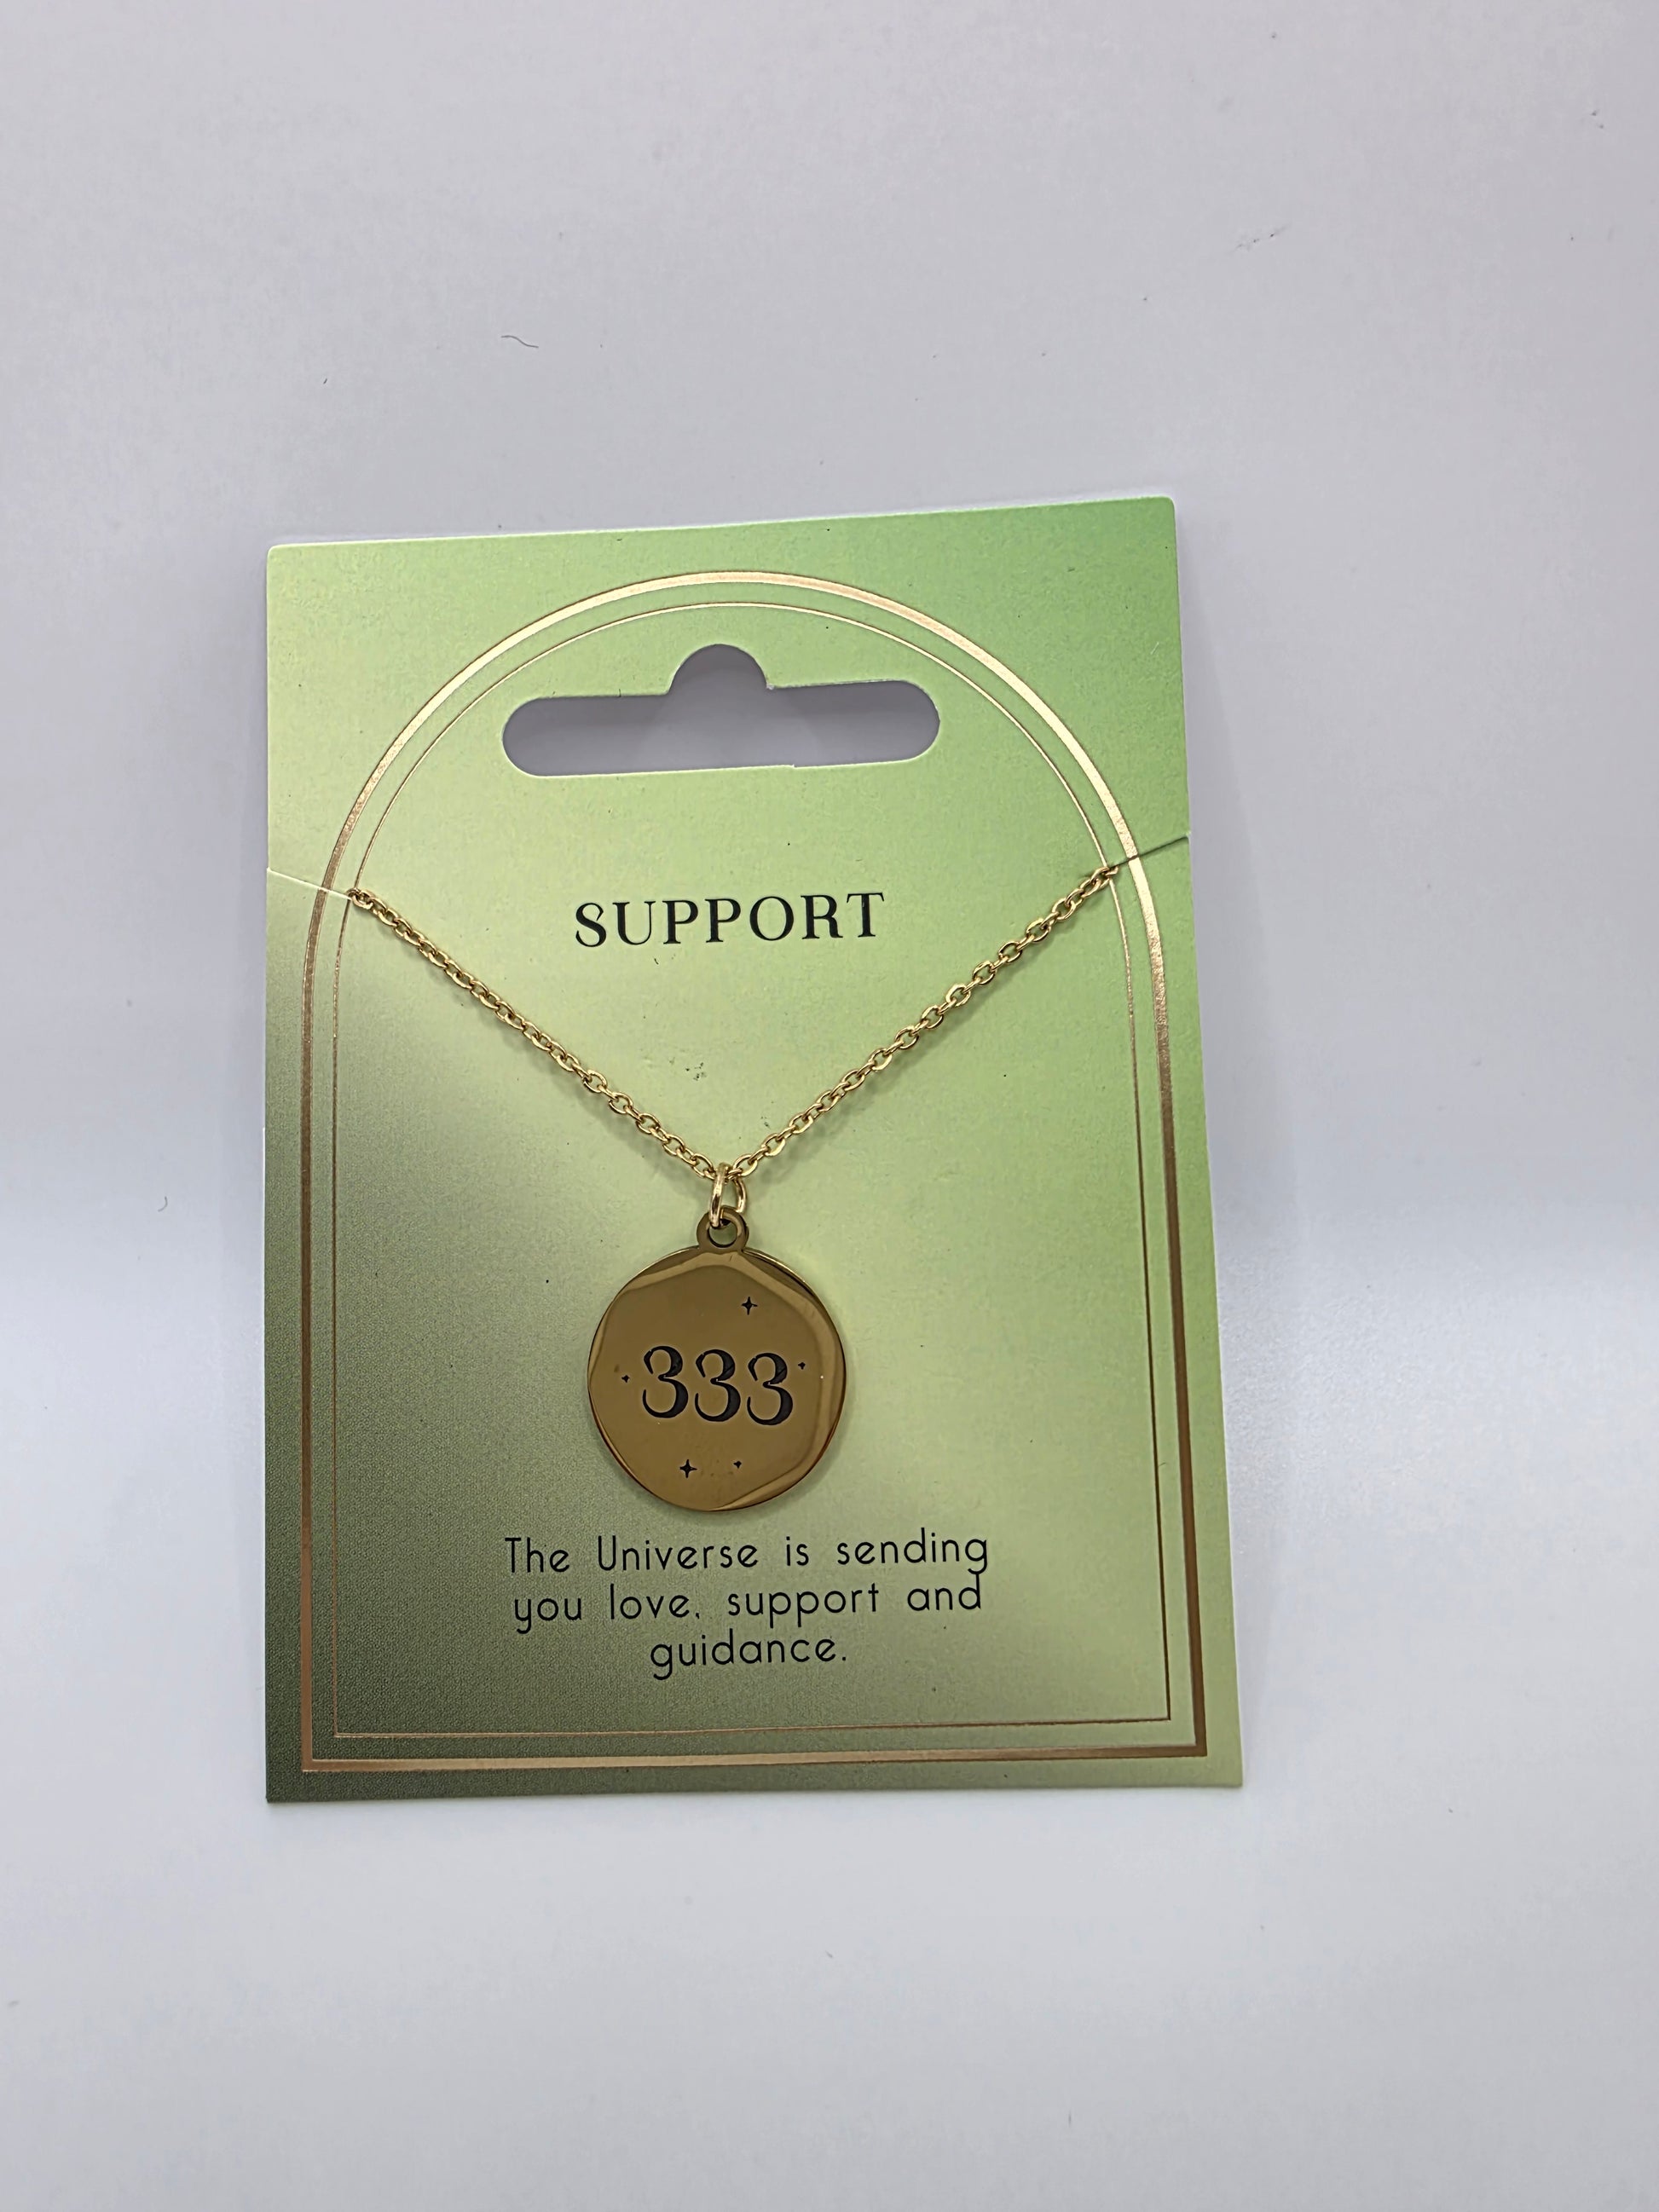 SUPPORT
333
The Universe is sending
you love, support and
guidance.